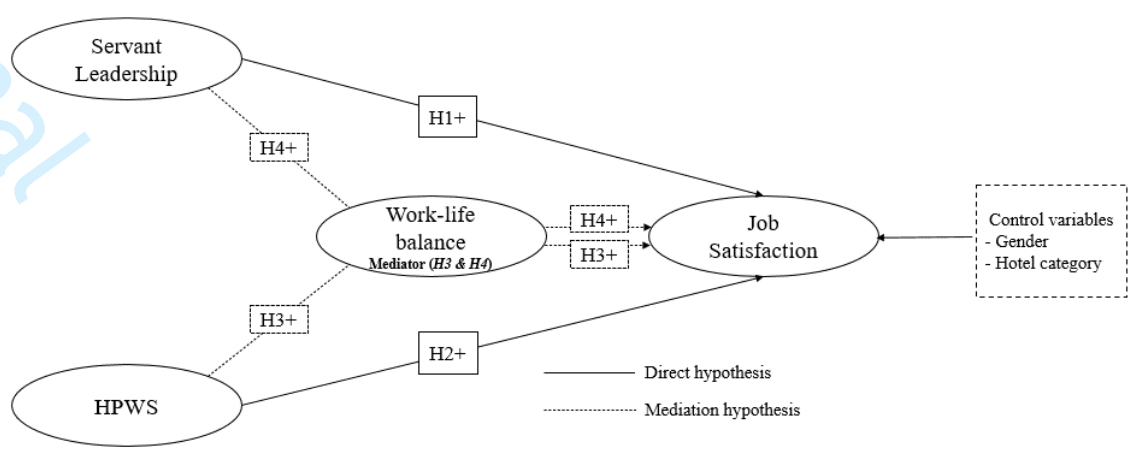 Servant
Leadership
H1+
H4+
Work-life
balance
Mediator (H3 & H4)
H4+
H3+
Job
Satisfaction
Control variables
- Gender
- Hotel category
H3+
H2+
HPWS
Direct hypothesis
Mediation hypothesis